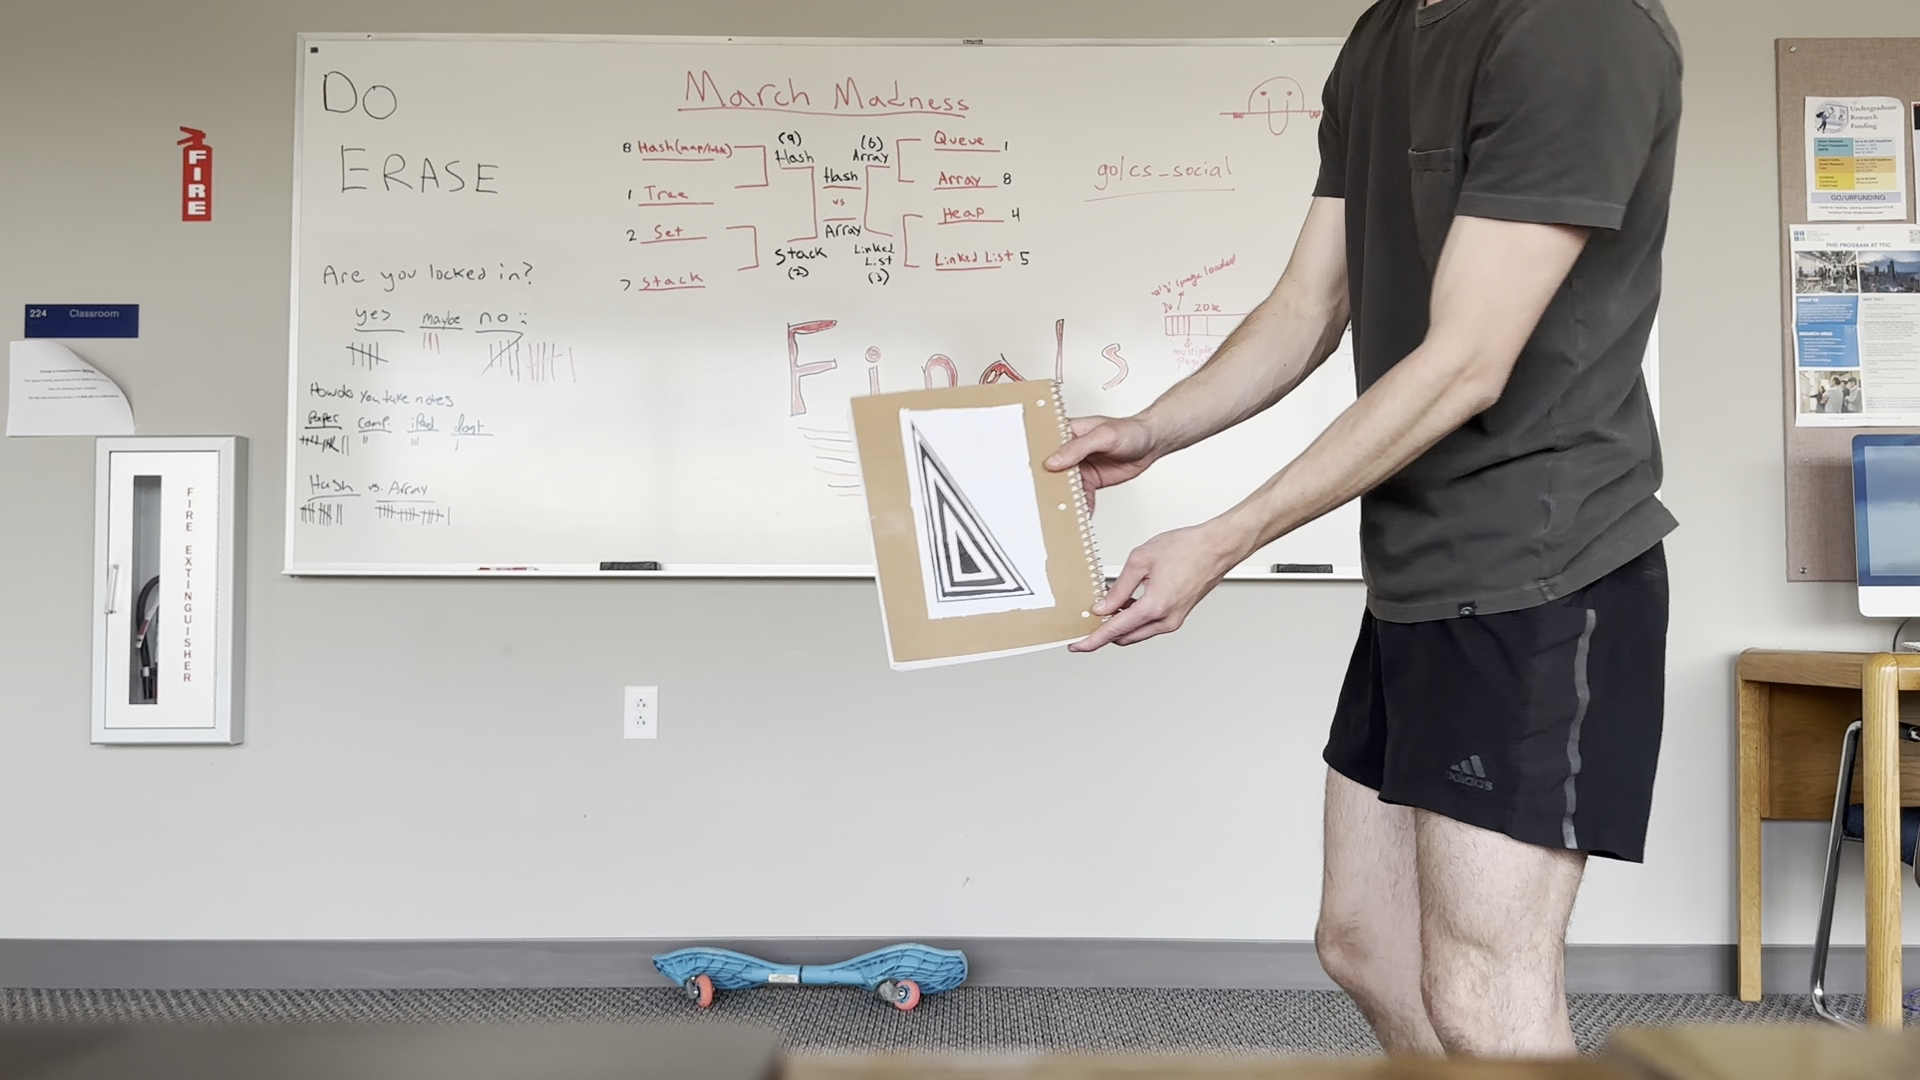 DO
ERASE
March Madness
8 Hash(map/table)
1 Tree
2 Set
7 Stack
(9)
Hash
Stack
(2)
Hash
vs
Array
(6)
Array
Linked
List
(3)
Queue 1
Array 8
Heap 4
Linked List 5
go/cs_social
Are you locked in?
yes maybe no :
How do you take notes
Paper comp. iPad dont
Hash vs. Array
Finals
20k
multiple
FIRE
224 Classroom
FIRE EXTINGUISHER
adidas
Undergraduate
Research
Funding
GO/URFUNDING
PHD PROGRAM AT TTIC